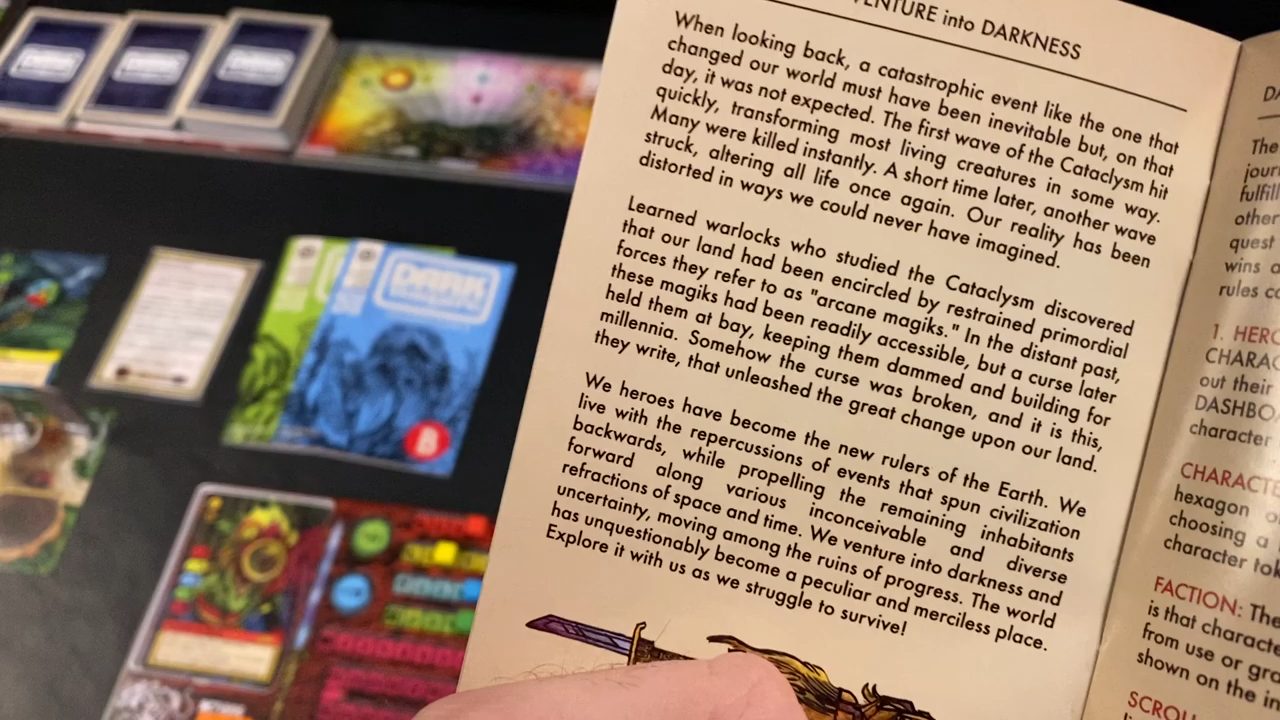 VENTURE into DARKNESS
When looking back, a catastrophic event like the one that
changed our world must have been inevitable but, on that
day, it was not expected. The first wave of the Cataclysm hit
quickly, transforming most living creatures in some way.
Many were killed instantly. A short time later, another wave
struck, altering all life once again. Our reality has been
distorted in ways we could never have imagined.
Learned warlocks who studied the Cataclysm discovered
that our land had been encircled by restrained primordial
forces they refer to as "arcane magiks." In the distant past,
these magiks had been readily accessible, but a curse later
held them at bay, keeping them dammed and building for
millennia. Somehow the curse was broken, and it is this,
they write, that unleashed the great change upon our land.
We heroes have become the new rulers of the Earth. We
live with the repercussions of events that spun civilization
backwards, while propelling the remaining inhabitants
forward along various inconceivable and diverse
refractions of space and time. We venture into darkness and
uncertainty, moving among the ruins of progress. The world
has unquestionably become a peculiar and merciless place.
Explore it with us as we struggle to survive!
The
journ
fulfill
other
quest
wins a
rules co
1. HERO
CHARAC
out their
DASHBO
character
CHARACTE
hexagon a
choosing a
character tok
FACTION: The
is that characte
from use or gra
shown on the in
SCROLL
DARK
B